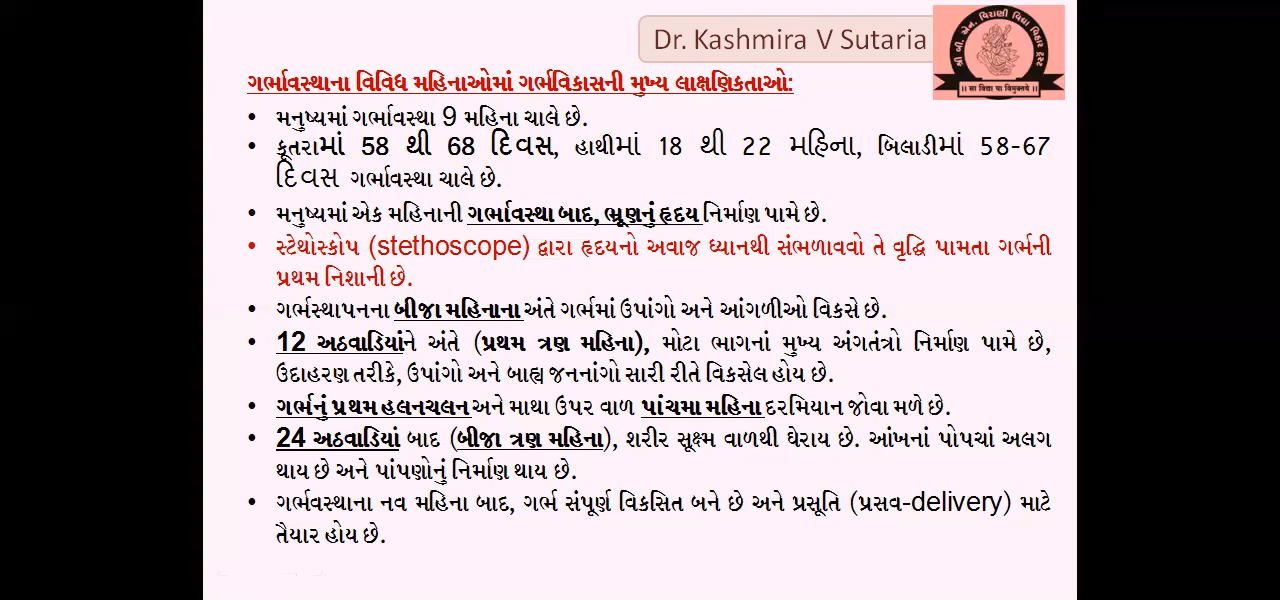 Dr. Kashmira V Sutaria
શ્રી બી. એન. વિરાણી વિદ્યા વિહાર ટ્રસ્ટ
।। સા વિદ્યા યા વિમુક્તયે ।।
ગર્ભાવસ્થાના વિવિધ મહિનાઓમાં ગર્ભવિકાસની મુખ્ય લાક્ષણિકતાઓ:
• મનુષ્યમાં ગર્ભાવસ્થા 9 મહિના ચાલે છે.
• કૂતરામાં 58 થી 68 દિવસ, હાથીમાં 18 થી 22 મહિના, બિલાડીમાં 58-67
દિવસ ગર્ભાવસ્થા ચાલે છે.
• મનુષ્યમાં એક મહિનાની ગર્ભાવસ્થા બાદ, ભ્રૂણનું હૃદય નિર્માણ પામે છે.
• સ્ટેથોસ્કોપ (stethoscope) દ્વારા હૃદયનો અવાજ ધ્યાનથી સંભળાવવો તે વૃદ્ધિ પામતા ગર્ભની
પ્રથમ નિશાની છે.
• ગર્ભસ્થાપનના બીજા મહિનાના અંતે ગર્ભમાં ઉપાંગો અને આંગળીઓ વિકસે છે.
• 12 અઠવાડિયાંને અંતે (પ્રથમ ત્રણ મહિના), મોટા ભાગનાં મુખ્ય અંગતંત્રો નિર્માણ પામે છે,
ઉદાહરણ તરીકે, ઉપાંગો અને બાહ્ય જનનાંગો સારી રીતે વિકસેલ હોય છે.
• ગર્ભનું પ્રથમ હલનચલન અને માથા ઉપર વાળ પાંચમા મહિના દરમિયાન જોવા મળે છે.
• 24 અઠવાડિયાં બાદ (બીજા ત્રણ મહિના), શરીર સૂક્ષ્મ વાળથી ઘેરાય છે. આંખનાં પોપચાં અલગ
થાય છે અને પાંપણોનું નિર્માણ થાય છે.
• ગર્ભવસ્થાના નવ મહિના બાદ, ગર્ભ સંપૂર્ણ વિકસિત બને છે અને પ્રસૂતિ (પ્રસવ-delivery) માટે
તૈયાર હોય છે.